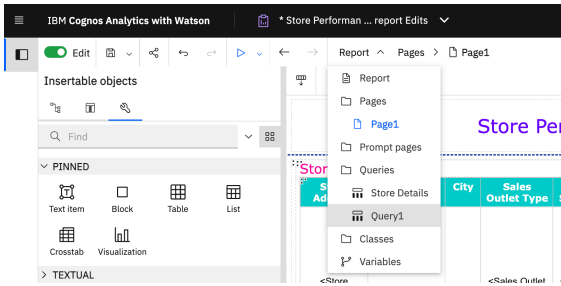 IBM Cognos Analytics with Watson
* Store Performan ... report Edits
Edit
Report
Pages
Page1
Insertable objects
Find
PINNED
Text item
Block
Table
List
Crosstab
Visualization
TEXTUAL
Report
Pages
Page1
Prompt pages
Queries
Store Details
Query1
Classes
Variables
Store Pe
Stor
S
Ad
City
Sales
Outlet Type
<Store
<Sales Outlet